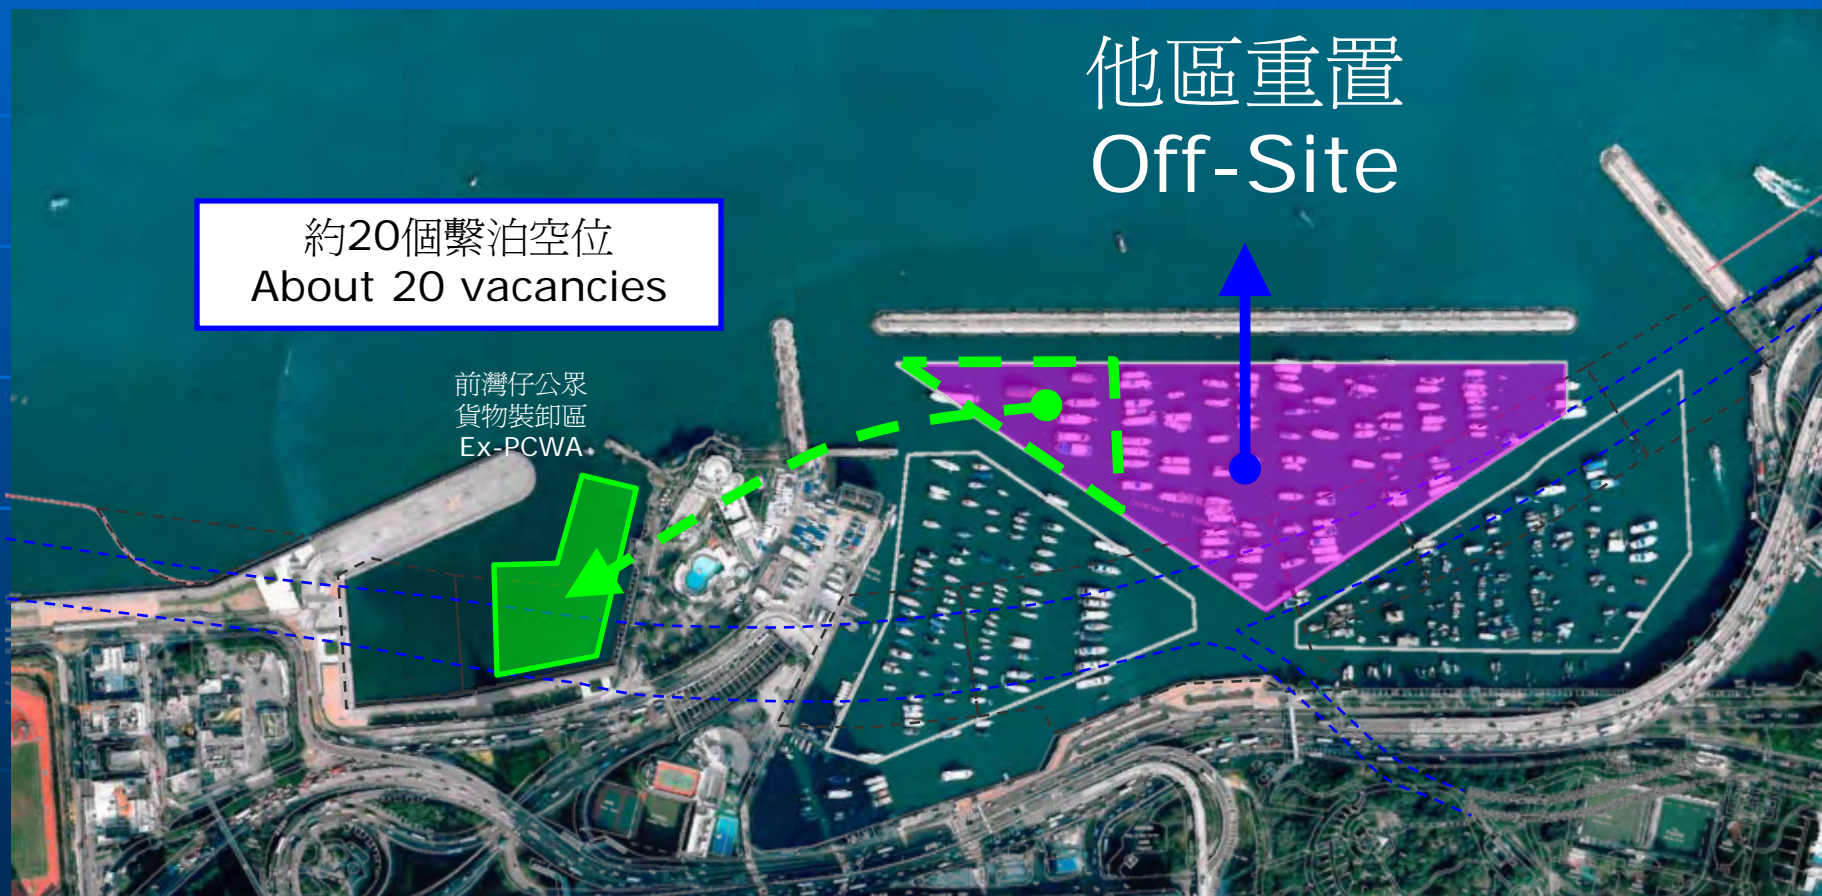 他區重置
Off-Site
約20個繫泊空位
About 20 vacancies
前灣仔公眾
貨物裝卸區
Ex-PCWA